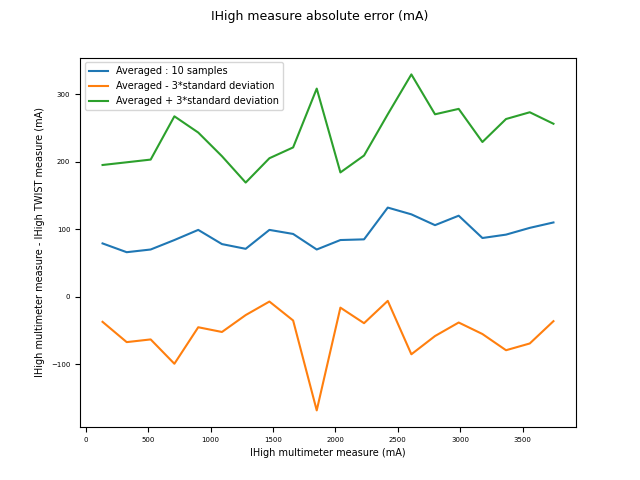 IHigh measure absolute error (mA)
Averaged : 10 samples
Averaged - 3*standard deviation
Averaged + 3*standard deviation
IHigh multimeter measure - IHigh TWIST measure (mA)
300
200
100
0
−100
0 500 1000 1500 2000 2500 3000 3500
IHigh multimeter measure (mA)